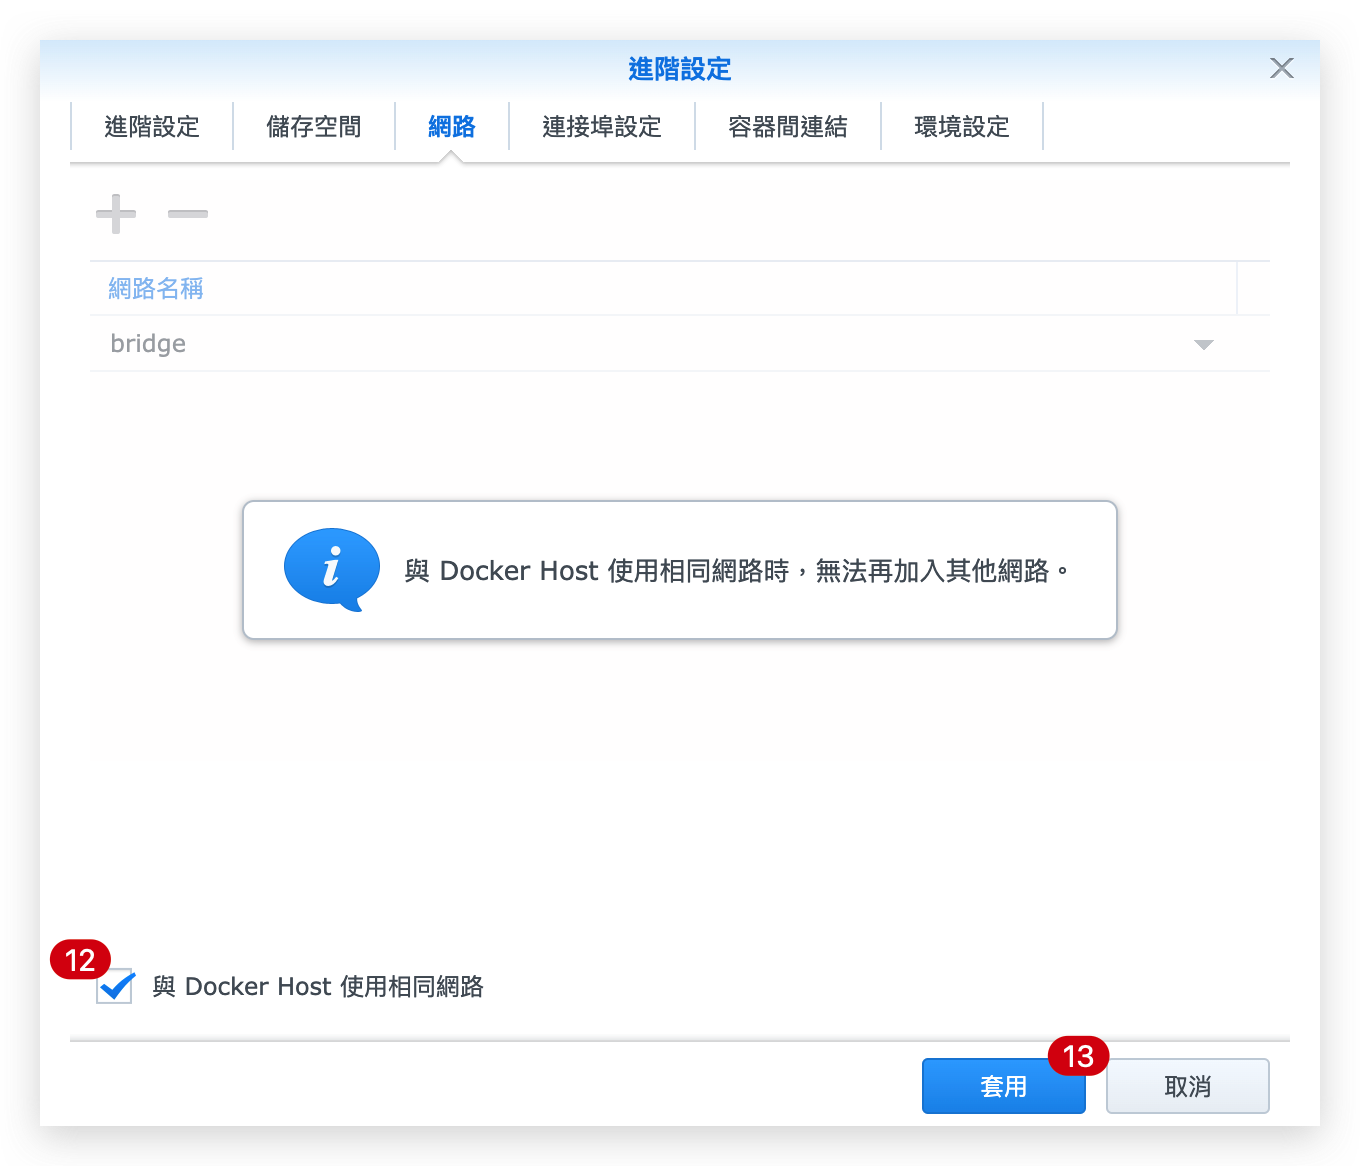 進階設定
進階設定 儲存空間 網路 連接埠設定 容器間連結 環境設定
網路名稱
bridge
與 Docker Host 使用相同網路時，無法再加入其他網路。
12
與 Docker Host 使用相同網路
13
套用 取消